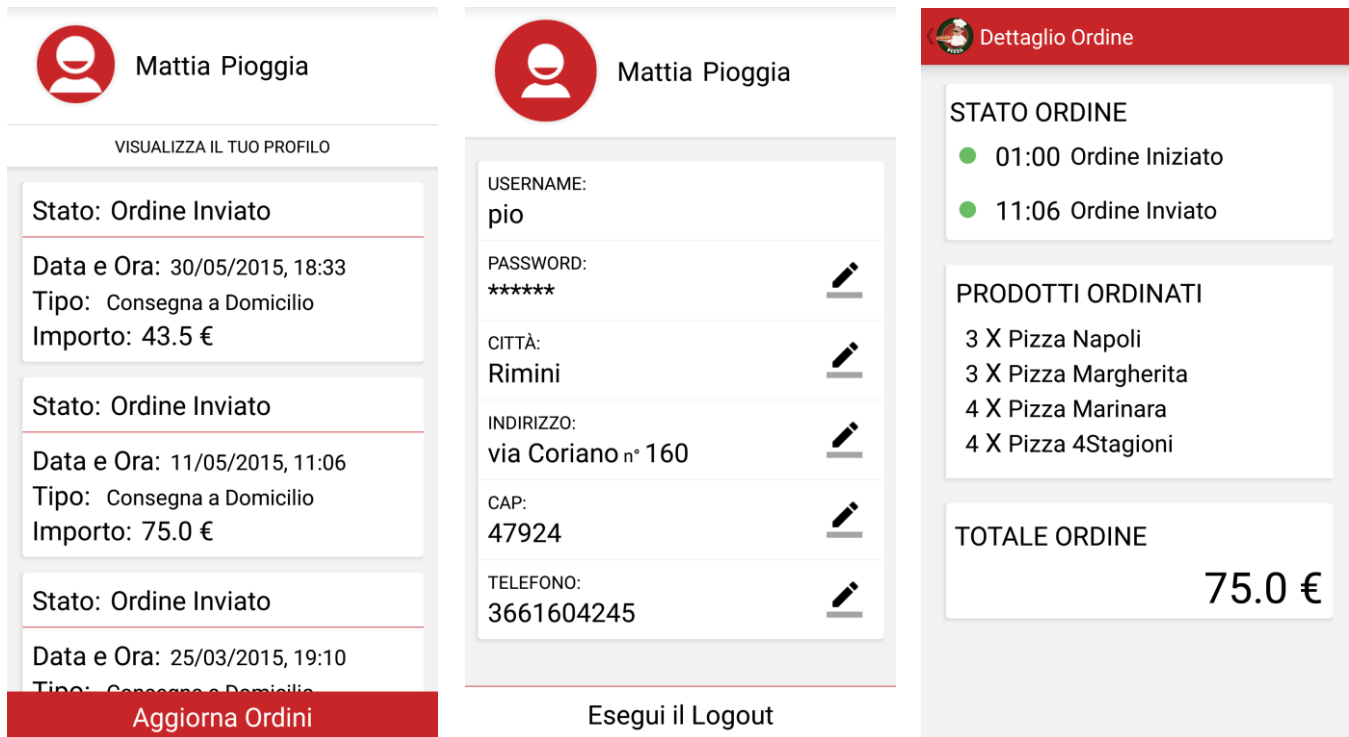 Mattia Pioggia
VISUALIZZA IL TUO PROFILO
Stato: Ordine Inviato
Data e Ora: 30/05/2015, 18:33
Tipo: Consegna a Domicilio
Importo: 43.5 €
Stato: Ordine Inviato
Data e Ora: 11/05/2015, 11:06
Tipo: Consegna a Domicilio
Importo: 75.0 €
Stato: Ordine Inviato
Data e Ora: 25/03/2015, 19:10
Tipo: Consegna a Domicilio
Aggiorna Ordini
Mattia Pioggia
USERNAME:
pio
PASSWORD:
******
CITTÀ:
Rimini
INDIRIZZO:
via Coriano n° 160
CAP:
47924
TELEFONO:
3661604245
Esegui il Logout
PIZZA
Dettaglio Ordine
STATO ORDINE
01:00 Ordine Iniziato
11:06 Ordine Inviato
PRODOTTI ORDINATI
3 X Pizza Napoli
3 X Pizza Margherita
4 X Pizza Marinara
4 X Pizza 4Stagioni
TOTALE ORDINE
75.0 €